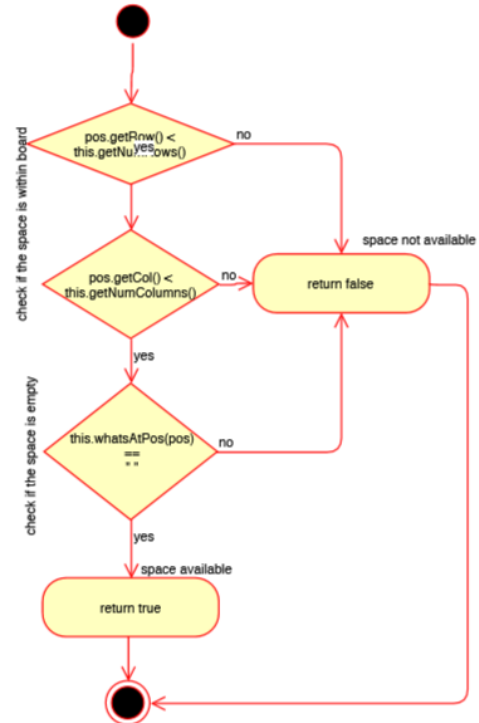 pos.getRow() <
this.getNumRows()
yes
no
check if the space is within board
space not available
pos.getCol() <
this.getNumColumns()
no
return false
yes
check if the space is empty
this.whatsAtPos(pos)
==
" "
no
yes
space available
return true